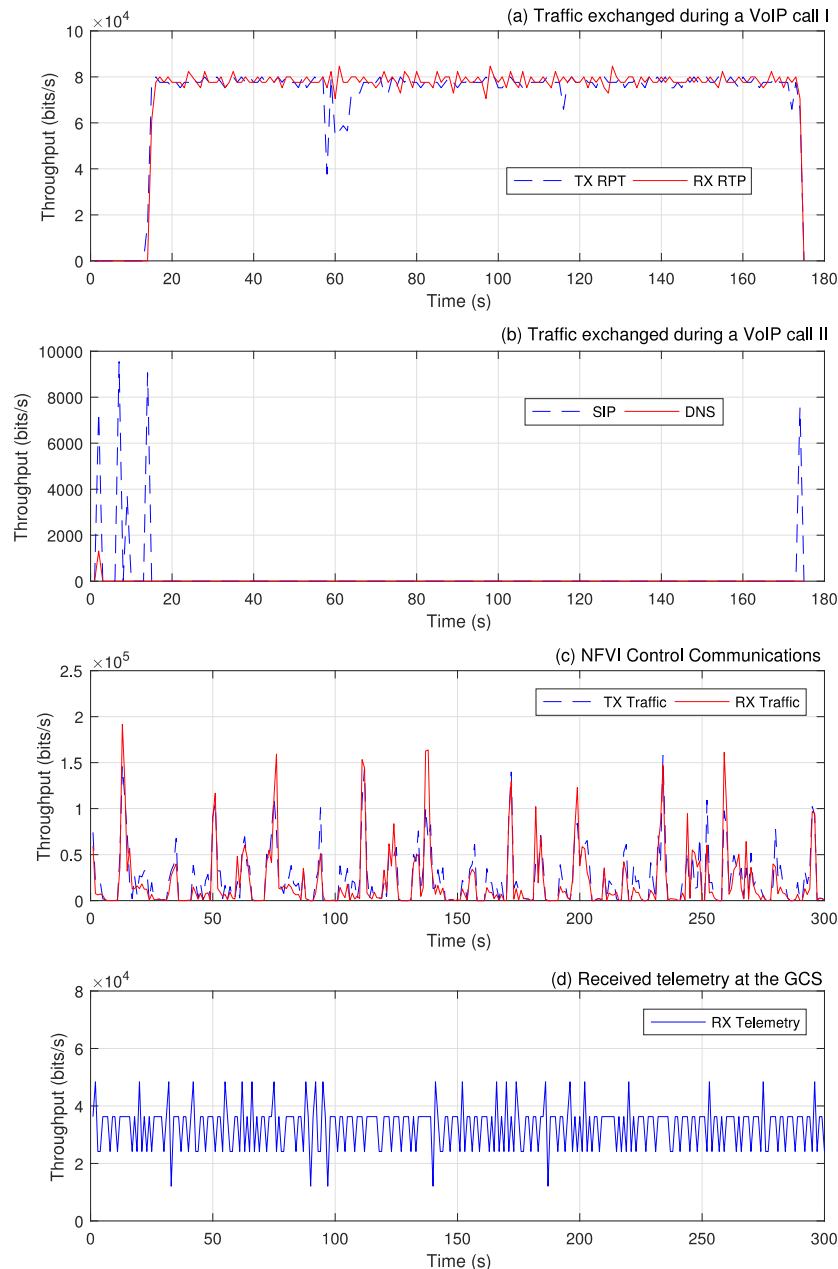 (a) Traffic exchanged during a VoIP call I
×10^4
10
8
6
4
2
0
Throughput (bits/s)
TX RPT RX RTP
0 20 40 60 80 100 120 140 160 180
Time (s)
(b) Traffic exchanged during a VoIP call II
10000
8000
6000
4000
2000
0
Throughput (bits/s)
SIP DNS
0 20 40 60 80 100 120 140 160 180
Time (s)
(c) NFVI Control Communications
×10^5
2.5
2
1.5
1
0.5
0
Throughput (bits/s)
TX Traffic RX Traffic
0 50 100 150 200 250 300
Time (s)
(d) Received telemetry at the GCS
×10^4
8
6
4
2
0
Throughput (bits/s)
RX Telemetry
0 50 100 150 200 250 300
Time (s)